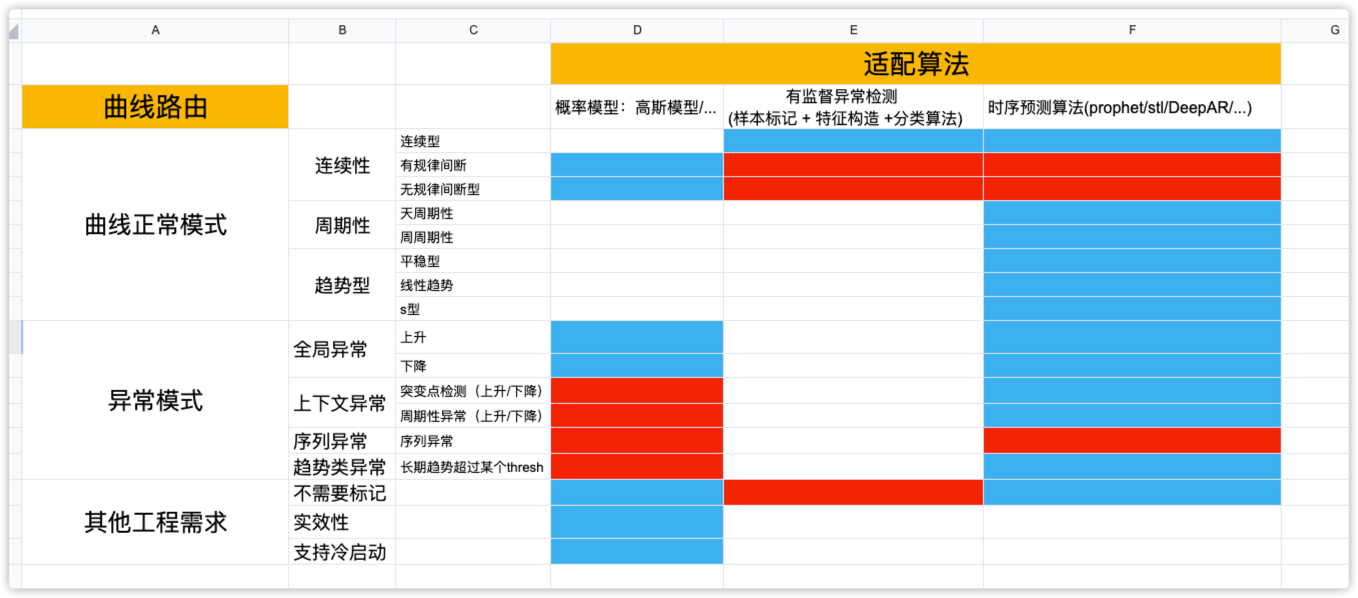 A B C D E F G
适配算法
曲线路由
概率模型：高斯模型/...
有监督异常检测
(样本标记 + 特征构造 +分类算法)
时序预测算法(prophet/stl/DeepAR/...)
曲线正常模式
连续性
连续型
有规律间断
无规律间断型
周期性
天周期性
周周期性
趋势型
平稳型
线性趋势
s型
异常模式
全局异常
上升
下降
上下文异常
突变点检测（上升/下降）
周期性异常（上升/下降）
序列异常
序列异常
趋势类异常
长期趋势超过某个thresh
其他工程需求
不需要标记
实效性
支持冷启动